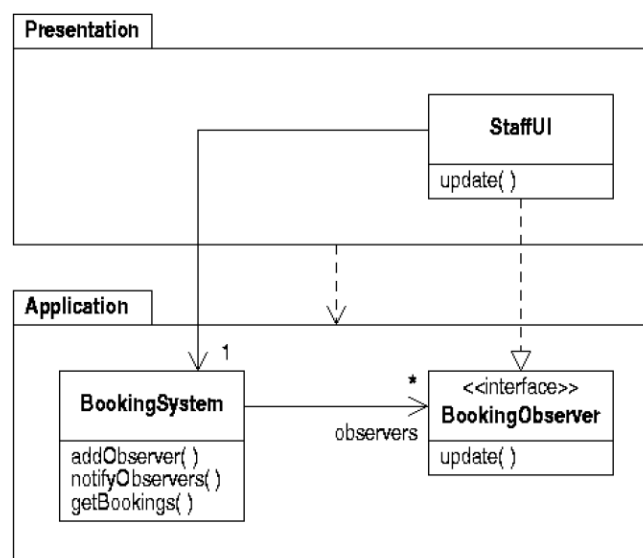 Presentation
StaffUI
update( )
Application
1
*
BookingSystem
addObserver( )
notifyObservers( )
getBookings( )
observers
<<interface>>
BookingObserver
update( )